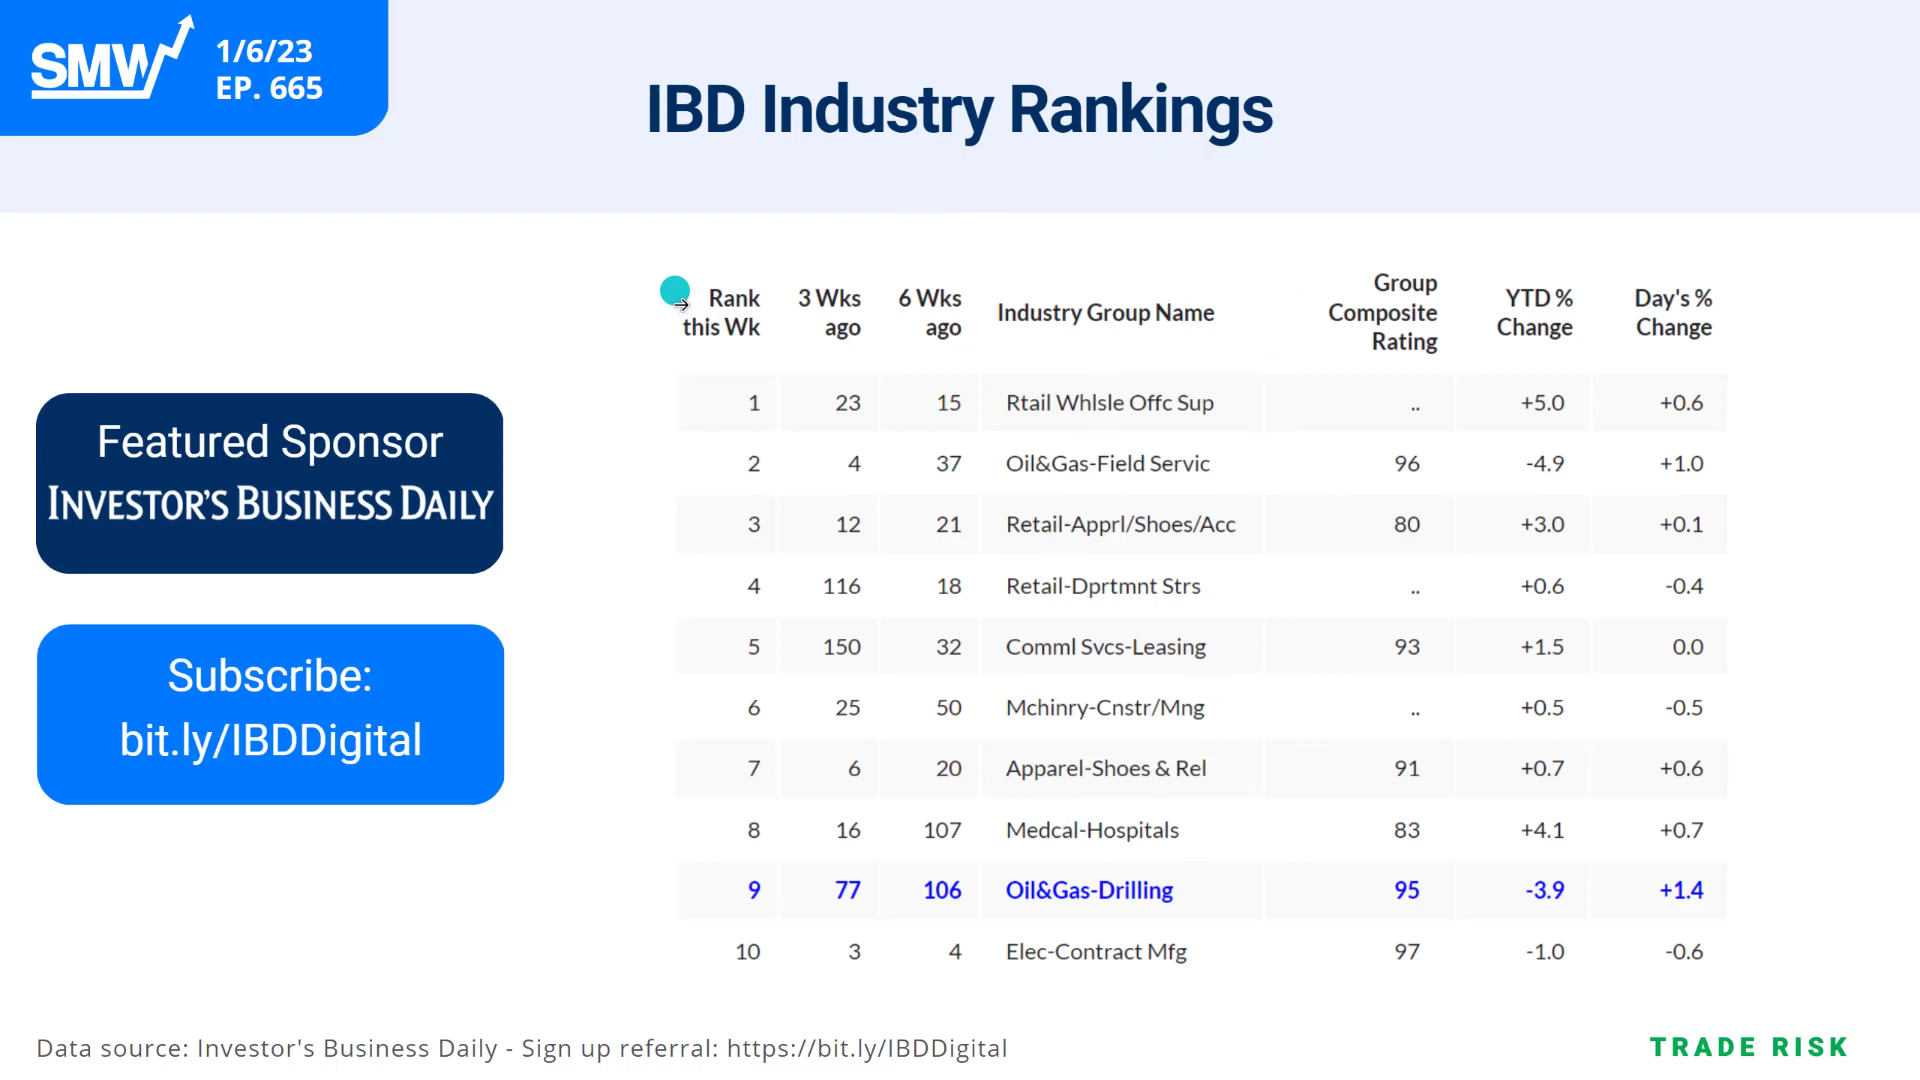 SMW
1/6/23
EP. 665
IBD Industry Rankings
Featured Sponsor
INVESTOR'S BUSINESS DAILY
Subscribe:
bit.ly/IBDDigital
Rank this Wk 3 Wks ago 6 Wks ago Industry Group Name Group Composite Rating YTD % Change Day's % Change
1 23 15 Rtail Whlsle Offc Sup .. +5.0 +0.6
2 4 37 Oil&Gas-Field Servic 96 -4.9 +1.0
3 12 21 Retail-Apprl/Shoes/Acc 80 +3.0 +0.1
4 116 18 Retail-Dprtmnt Strs .. +0.6 -0.4
5 150 32 Comml Svcs-Leasing 93 +1.5 0.0
6 25 50 Mchinry-Cnstr/Mng .. +0.5 -0.5
7 6 20 Apparel-Shoes & Rel 91 +0.7 +0.6
8 16 107 Medcal-Hospitals 83 +4.1 +0.7
9 77 106 Oil&Gas-Drilling 95 -3.9 +1.4
10 3 4 Elec-Contract Mfg 97 -1.0 -0.6
Data source: Investor's Business Daily - Sign up referral: https://bit.ly/IBDDigital
TRADE RISK